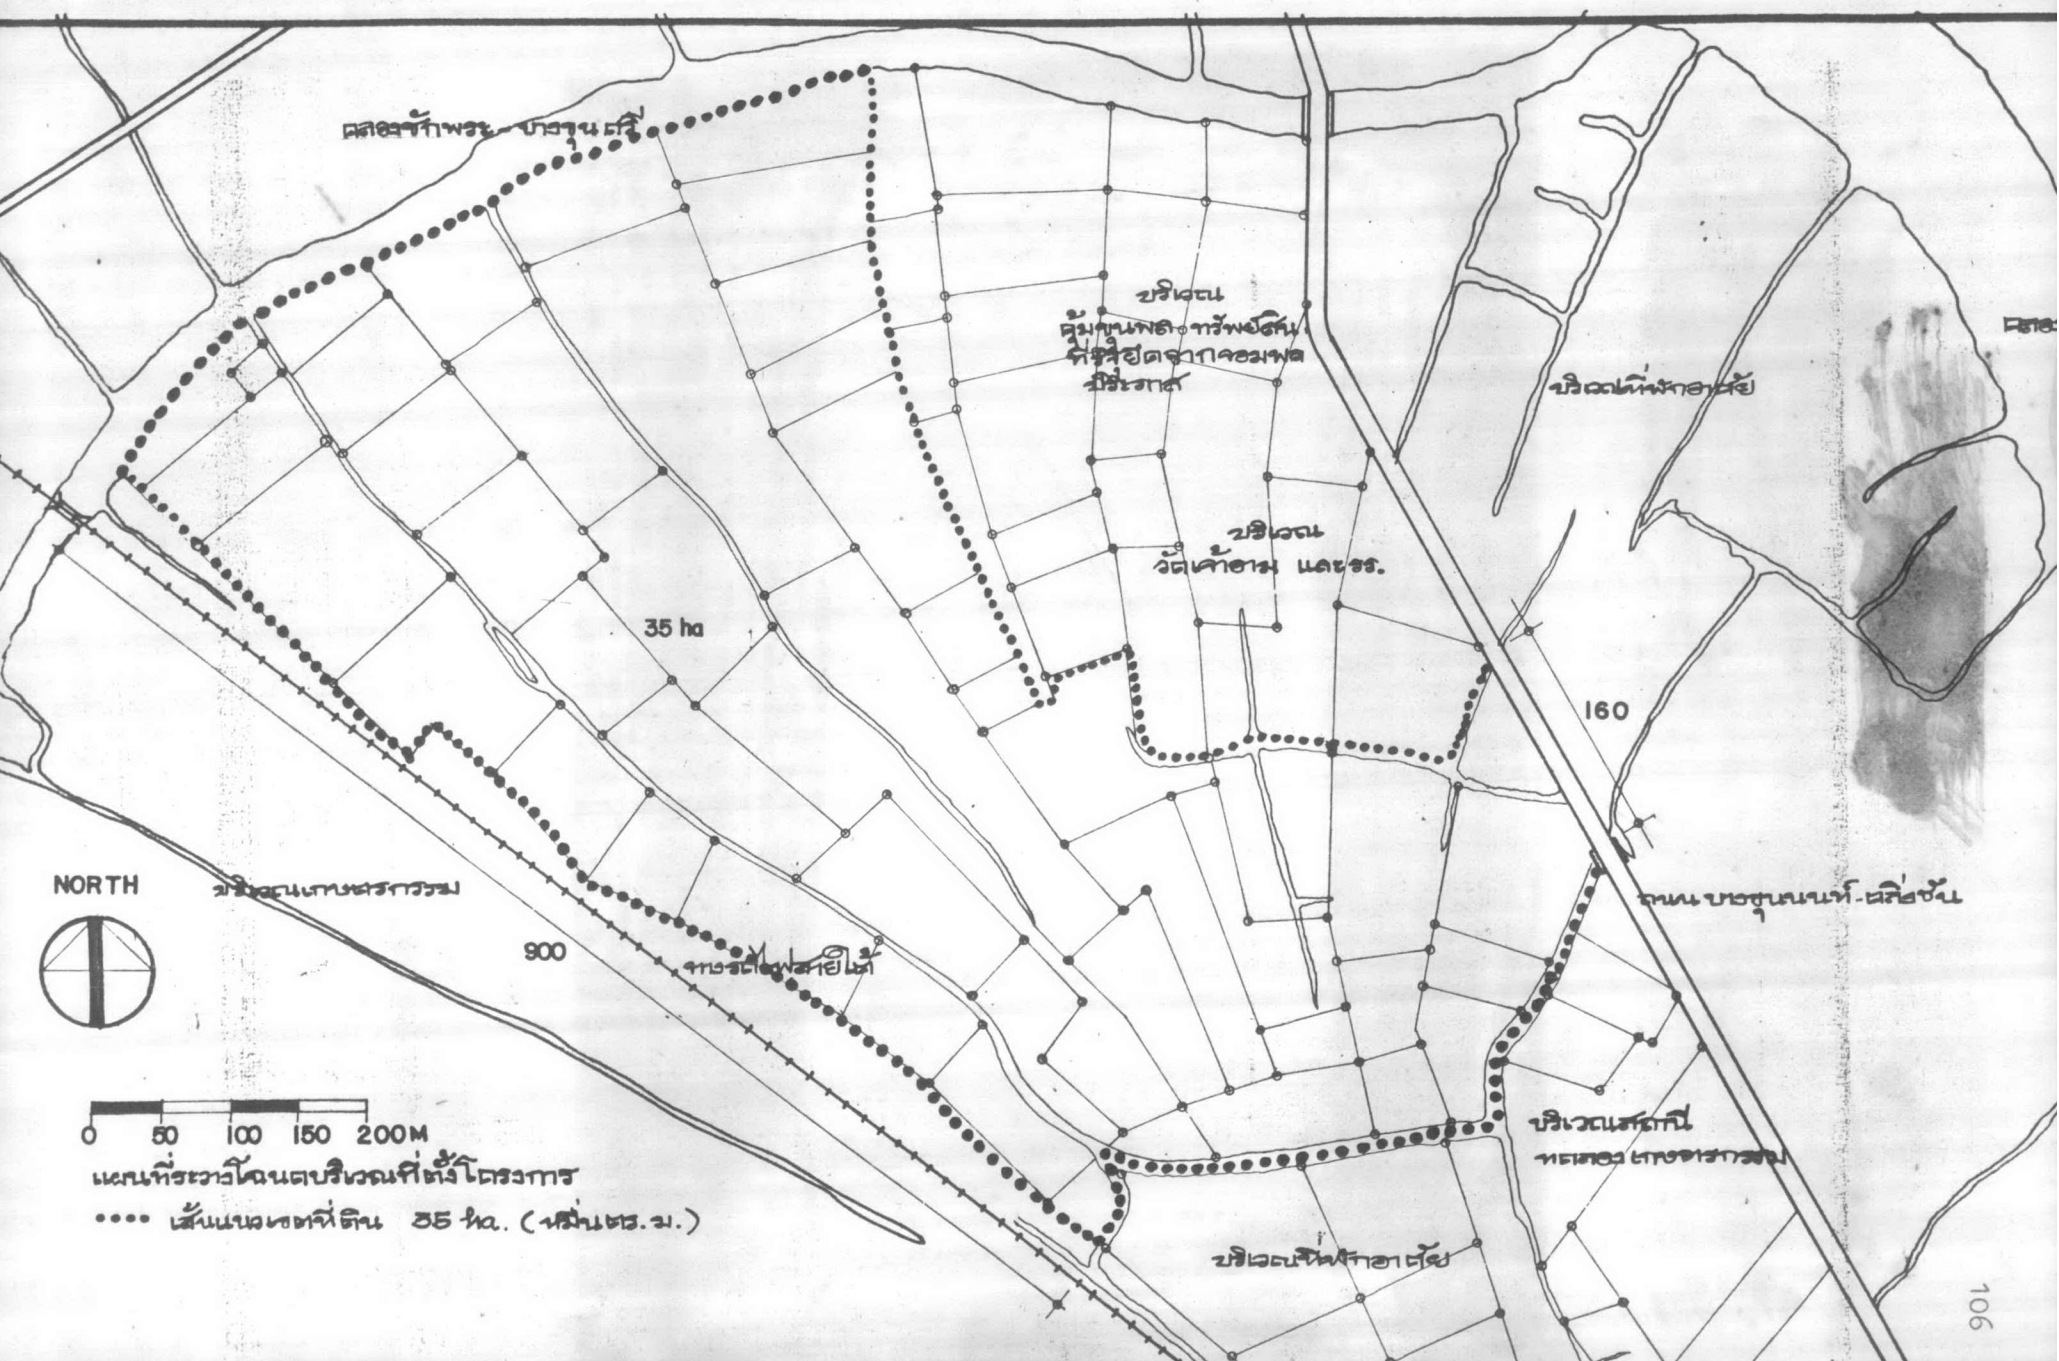 คลองชักพระ-บางขุนศรี
บริเวณ
คุ้มขุนพล ทรัพย์สิน
ที่รัฐยึดจากจอมพล
บริเวณที่พักอาศัย
บริเวณ
วัดเจ้าอาม และรร.
35 ha
160
NORTH
บริเวณเกษตรกรรม
900
ทางรถไฟสายใต้
ถนนบางขุนนนท์-ตลิ่งชัน
0 50 100 150 200M
แผนที่ระวางโฉนดบริเวณที่ตั้งโครงการ
เส้นแนวเขตที่ดิน 35 ha. (หมื่นตร.ม.)
บริเวณสถานี
ทดลองเกษตรกรรม
บริเวณที่พักอาศัย
106